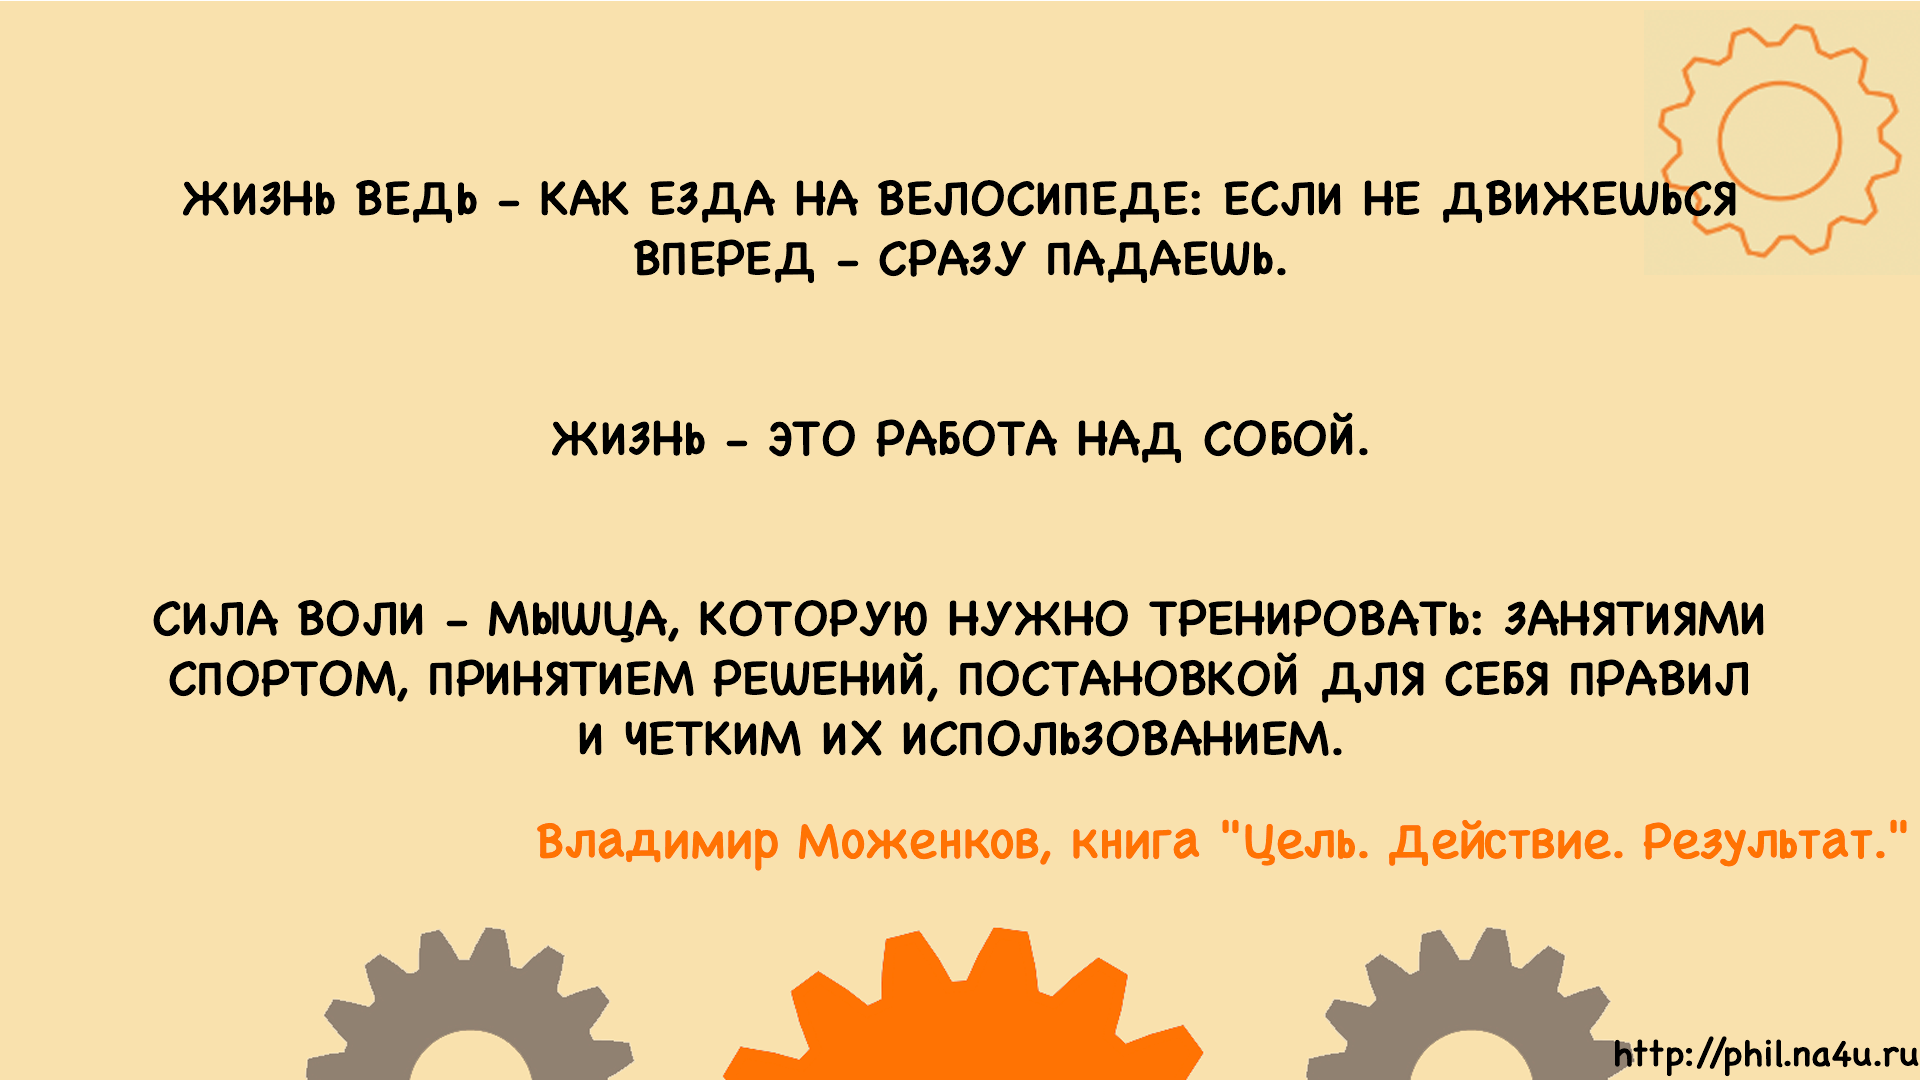 ЖИЗНЬ ВЕДЬ – КАК ЕЗДА НА ВЕЛОСИПЕДЕ: ЕСЛИ НЕ ДВИЖЕШЬСЯ
ВПЕРЕД – СРАЗУ ПАДАЕШЬ.
ЖИЗНЬ – ЭТО РАБОТА НАД СОБОЙ.
СИЛА ВОЛИ – МЫШЦА, КОТОРУЮ НУЖНО ТРЕНИРОВАТЬ: ЗАНЯТИЯМИ
СПОРТОМ, ПРИНЯТИЕМ РЕШЕНИЙ, ПОСТАНОВКОЙ ДЛЯ СЕБЯ ПРАВИЛ
И ЧЕТКИМ ИХ ИСПОЛЬЗОВАНИЕМ.
Владимир Моженков, книга "Цель. Действие. Результат."
http://phil.na4u.ru